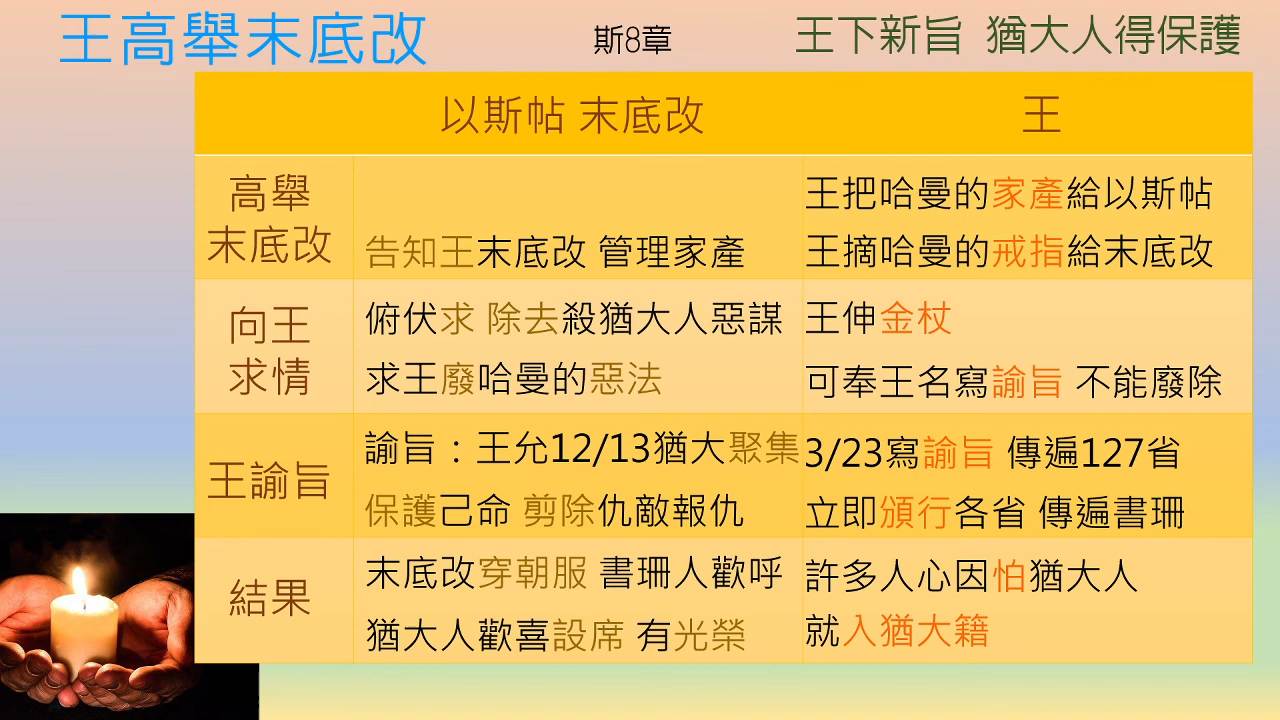 王高舉末底改
斯8章
王下新旨 猶大人得保護
以斯帖 末底改
王
高舉
末底改
告知王末底改 管理家產
王把哈曼的家產給以斯帖
王摘哈曼的戒指給末底改
向王
求情
俯伏求 除去殺猶大人惡謀
求王廢哈曼的惡法
王伸金杖
可奉王名寫諭旨 不能廢除
王諭旨
諭旨：王允12/13猶大聚集
保護己命 剪除仇敵報仇
3/23寫諭旨 傳遍127省
立即頒行各省 傳遍書珊
結果
末底改穿朝服 書珊人歡呼
猶大人歡喜設席 有光榮
許多人心因怕猶大人
就入猶大籍